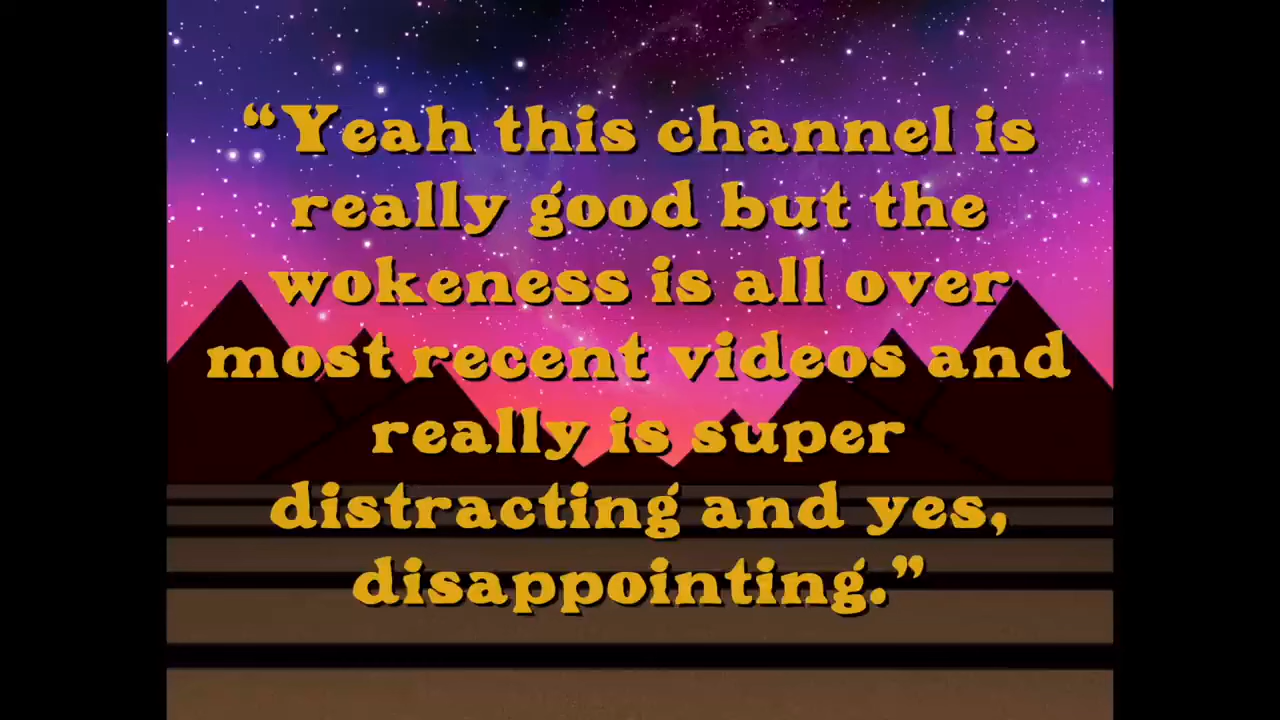 “Yeah this channel is
really good but the
wokeness is all over
most recent videos and
really is super
distracting and yes,
disappointing.”